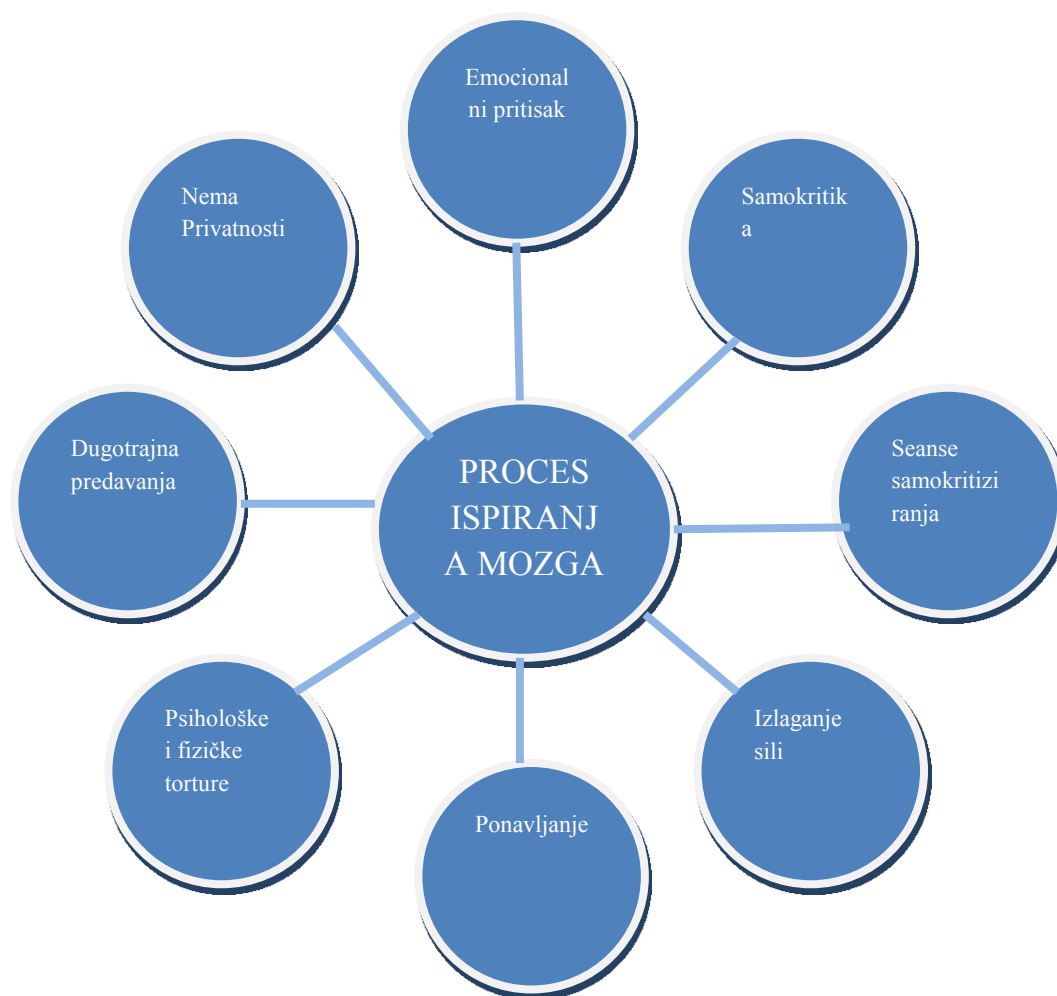 Emocional
ni pritisak
Nema
Privatnosti
Samokritik
a
Dugotrajna
predavanja
PROCES
ISPIRANJ
A MOZGA
Seanse
samokritizi
ranja
Psihološke
i fizičke
torture
Izlaganje
sili
Ponavljanje